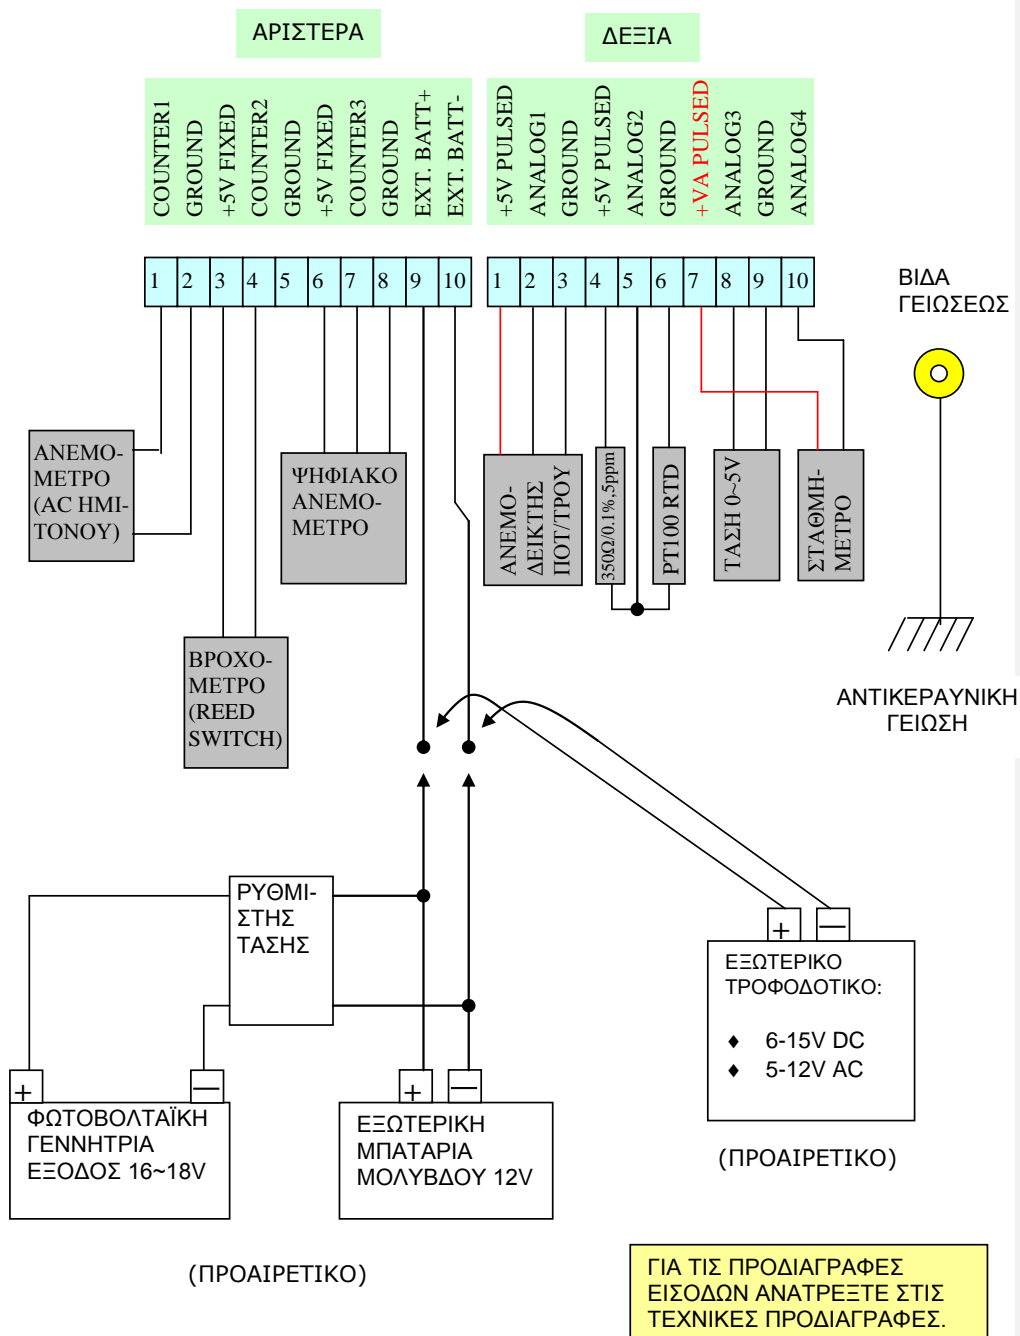 ΑΡΙΣΤΕΡΑ
ΔΕΞΙΑ
COUNTER1
GROUND
+5V FIXED
COUNTER2
GROUND
+5V FIXED
COUNTER3
GROUND
EXT. BATT+
EXT. BATT-
+5V PULSED
ANALOG1
GROUND
+5V PULSED
ANALOG2
GROUND
+VA PULSED
ANALOG3
GROUND
ANALOG4
1 2 3 4 5 6 7 8 9 10
1 2 3 4 5 6 7 8 9 10
ΒΙΔΑ
ΓΕΙΩΣΕΩΣ
ΑΝΕΜΟ-
ΜΕΤΡΟ
(AC ΗΜΙ-
ΤΟΝΟΥ)
ΨΗΦΙΑΚΟ
ΑΝΕΜΟ-
ΜΕΤΡΟ
ΑΝΕΜΟ-
ΔΕΙΚΤΗΣ
ΠΟΤ/ΤΡΟΥ
350Ω/0.1%,5ppm
PT100 RTD
ΤΑΣΗ 0~5V
ΣΤΑΘΜΗ-
ΜΕΤΡΟ
ΒΡΟΧΟ-
ΜΕΤΡΟ
(REED
SWITCH)
ΑΝΤΙΚΕΡΑΥΝΙΚΗ
ΓΕΙΩΣΗ
ΡΥΘΜΙ-
ΣΤΗΣ
ΤΑΣΗΣ
+ —
ΕΞΩΤΕΡΙΚΟ
ΤΡΟΦΟΔΟΤΙΚΟ:
♦ 6-15V DC
♦ 5-12V AC
(ΠΡΟΑΙΡΕΤΙΚΟ)
+ —
ΦΩΤΟΒΟΛΤΑΪΚΗ
ΓΕΝΝΗΤΡΙΑ
ΕΞΟΔΟΣ 16~18V
+ —
ΕΞΩΤΕΡΙΚΗ
ΜΠΑΤΑΡΙΑ
ΜΟΛΥΒΔΟΥ 12V
(ΠΡΟΑΙΡΕΤΙΚΟ)
ΓΙΑ ΤΙΣ ΠΡΟΔΙΑΓΡΑΦΕΣ
ΕΙΣΟΔΩΝ ΑΝΑΤΡΕΞΤΕ ΣΤΙΣ
ΤΕΧΝΙΚΕΣ ΠΡΟΔΙΑΓΡΑΦΕΣ.